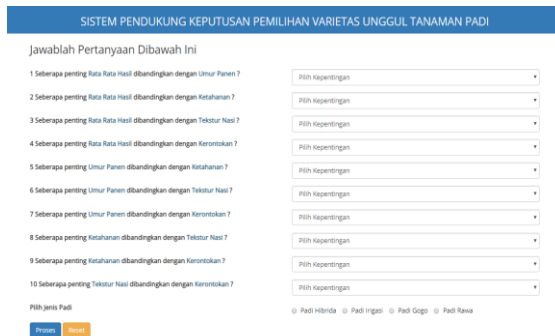 SISTEM PENDUKUNG KEPUTUSAN PEMILIHAN VARIETAS UNGGUL TANAMAN PADI
Jawablah Pertanyaan Dibawah Ini
1 Seberapa penting Rata Rata Hasil dibandingkan dengan Umur Panen ? Pilih Kepentingan
2 Seberapa penting Rata Rata Hasil dibandingkan dengan Ketahanan ? Pilih Kepentingan
3 Seberapa penting Rata Rata Hasil dibandingkan dengan Tekstur Nasi ? Pilih Kepentingan
4 Seberapa penting Rata Rata Hasil dibandingkan dengan Kerontokan ? Pilih Kepentingan
5 Seberapa penting Umur Panen dibandingkan dengan Ketahanan ? Pilih Kepentingan
6 Seberapa penting Umur Panen dibandingkan dengan Tekstur Nasi ? Pilih Kepentingan
7 Seberapa penting Umur Panen dibandingkan dengan Kerontokan ? Pilih Kepentingan
8 Seberapa penting Ketahanan dibandingkan dengan Tekstur Nasi ? Pilih Kepentingan
9 Seberapa penting Ketahanan dibandingkan dengan Kerontokan ? Pilih Kepentingan
10 Seberapa penting Tekstur Nasi dibandingkan dengan Kerontokan ? Pilih Kepentingan
Pilih Jenis Padi Padi Hibrida Padi Irigasi Padi Gogo Padi Rawa
Proses Reset